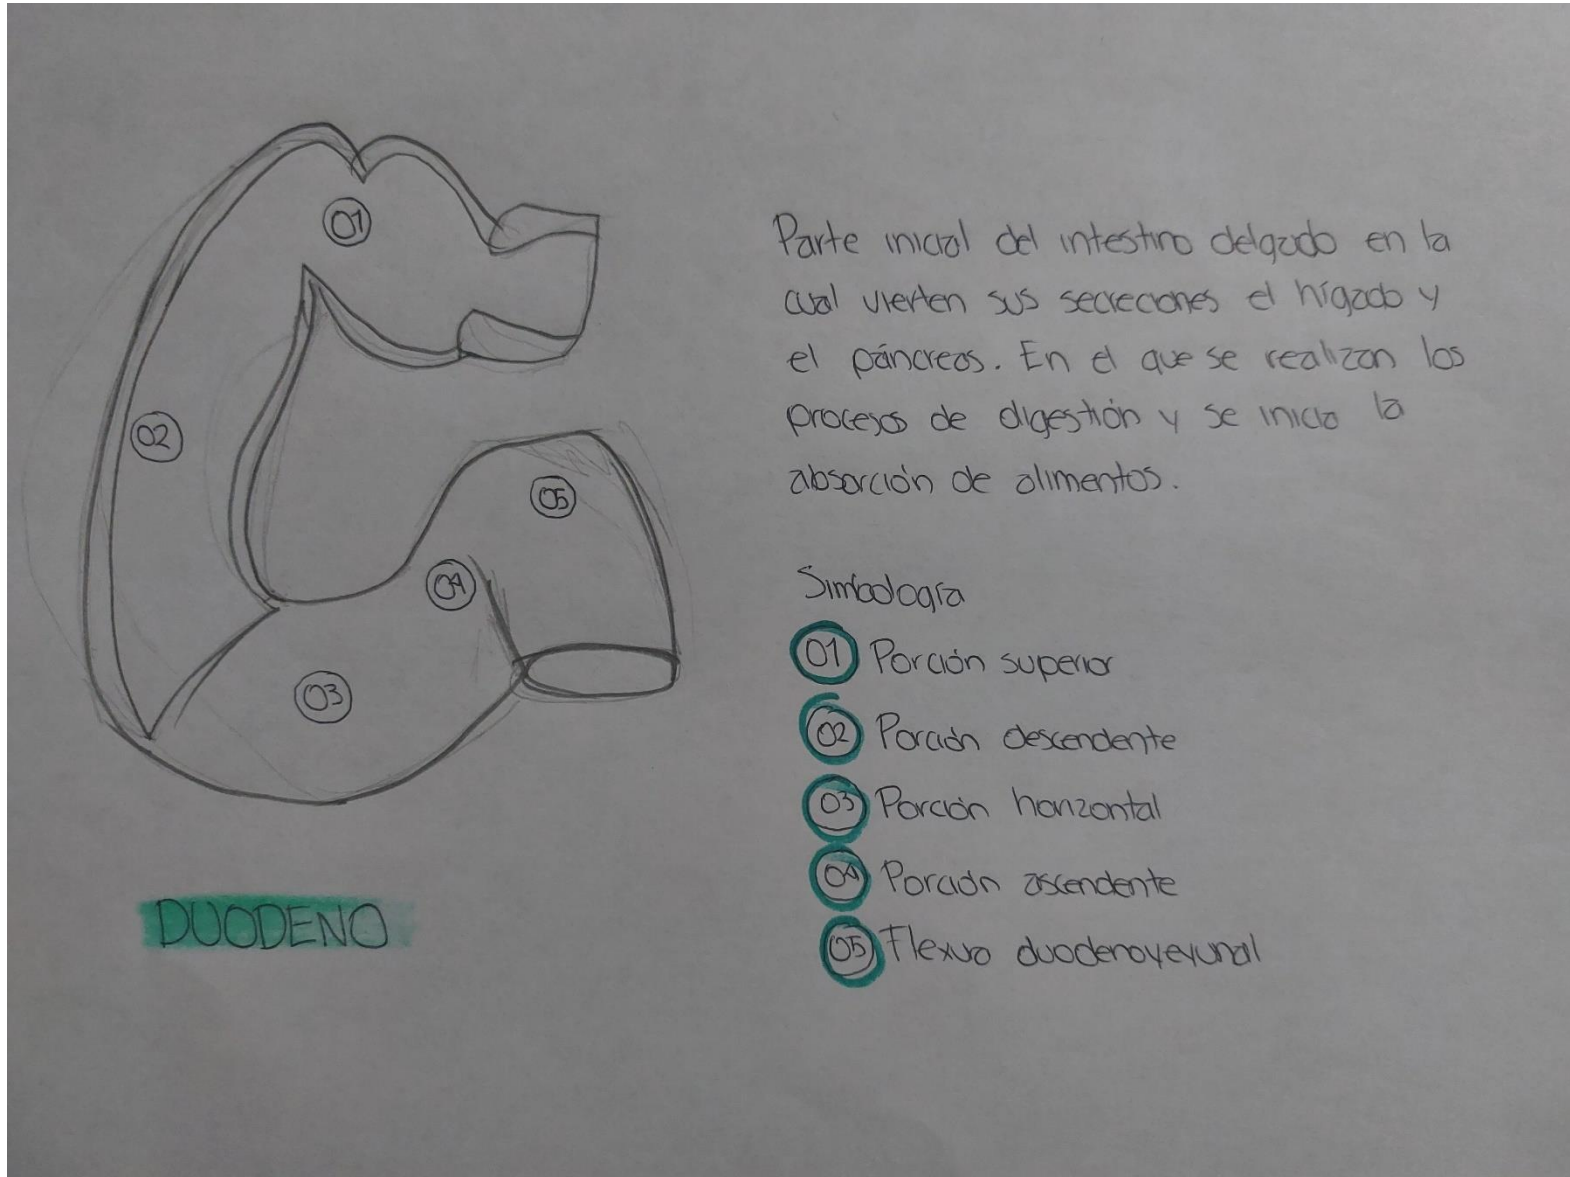 01
02
03
04
05
DUODENO
Parte inicial del intestino delgado en la
cual vierten sus secreciones el hígado y
el páncreas. En el que se realizan los
procesos de digestión y se inicia la
absorción de alimentos.
Simbología
01 Porción superior
02 Porción descendente
03 Porción horizontal
04 Porción ascendente
05 Flexura duodenoyeyunal